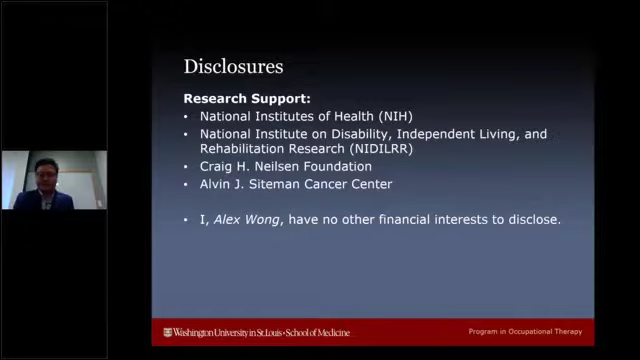 Disclosures
Research Support:
• National Institutes of Health (NIH)
• National Institute on Disability, Independent Living, and
Rehabilitation Research (NIDILRR)
• Craig H. Neilsen Foundation
• Alvin J. Siteman Cancer Center
• I, Alex Wong, have no other financial interests to disclose.
Washington University in St. Louis • School of Medicine
Program in Occupational Therapy